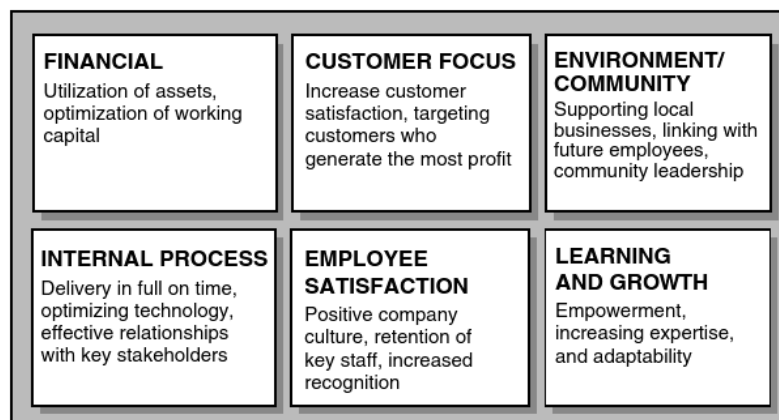 FINANCIAL
Utilization of assets,
optimization of working
capital
CUSTOMER FOCUS
Increase customer
satisfaction, targeting
customers who
generate the most profit
ENVIRONMENT/
COMMUNITY
Supporting local
businesses, linking with
future employees,
community leadership
INTERNAL PROCESS
Delivery in full on time,
optimizing technology,
effective relationships
with key stakeholders
EMPLOYEE
SATISFACTION
Positive company
culture, retention of
key staff, increased
recognition
LEARNING
AND GROWTH
Empowerment,
increasing expertise,
and adaptability